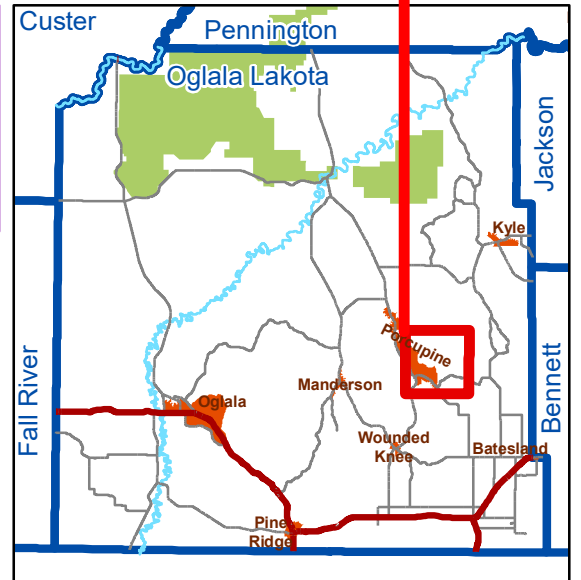 Custer
Pennington
Oglala Lakota
Jackson
Kyle
Porcupine
Fall River
Manderson
Oglala
Bennett
Wounded
Knee
Batesland
Pine
Ridge